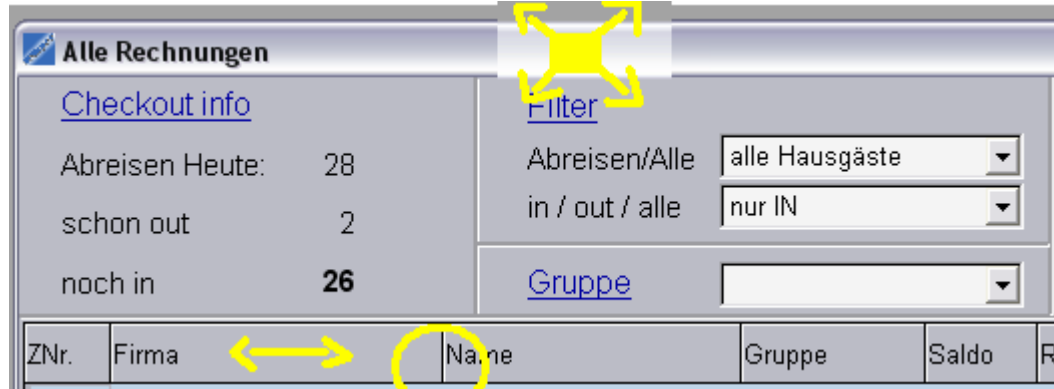 Alle Rechnungen
Checkout info
Abreisen Heute: 28
schon out 2
noch in 26
Filter
Abreisen/Alle alle Hausgäste
in / out / alle nur IN
Gruppe
ZNr. Firma Name Gruppe Saldo R